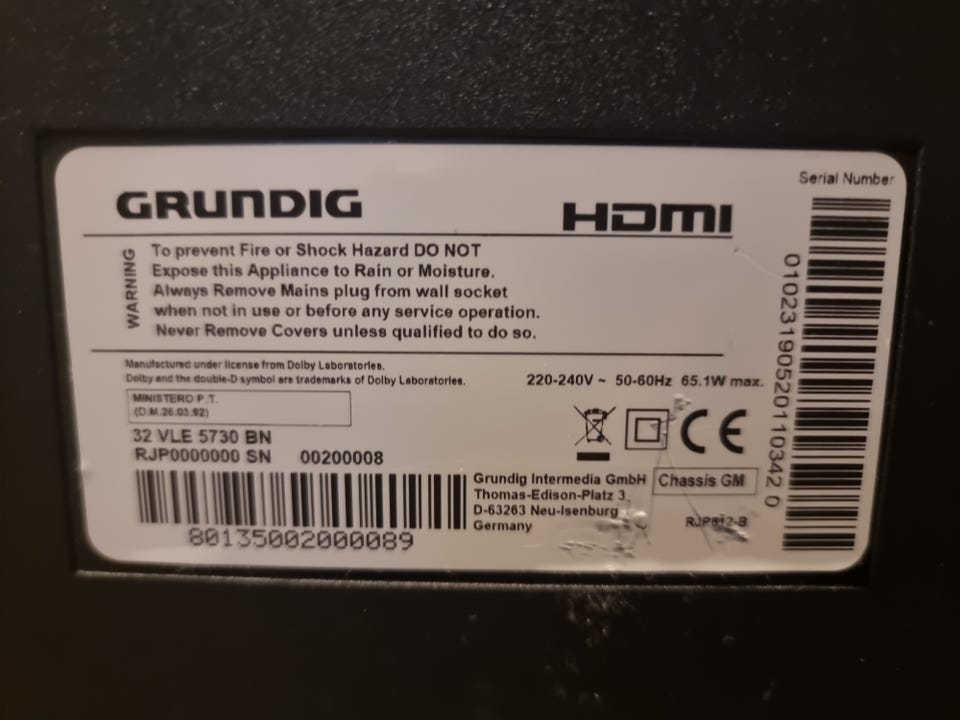 GRUNDIG
HDMI
Serial Number
WARNING
To prevent Fire or Shock Hazard DO NOT
Expose this Appliance to Rain or Moisture.
Always Remove Mains plug from wall socket
when not in use or before any service operation.
Never Remove Covers unless qualified to do so.
Manufactured under license from Dolby Laboratories.
Dolby and the double-D symbol are trademarks of Dolby Laboratories.
220-240V ~ 50-60Hz 65.1W max.
MINISTERO P.T.
(D.M.26.03.92)
32 VLE 5730 BN
RJP0000000 SN 00200008
CE
80135002000089
Grundig Intermedia GmbH
Thomas-Edison-Platz 3
D-63263 Neu-Isenburg
Germany
Chassis GM
010231905201103420